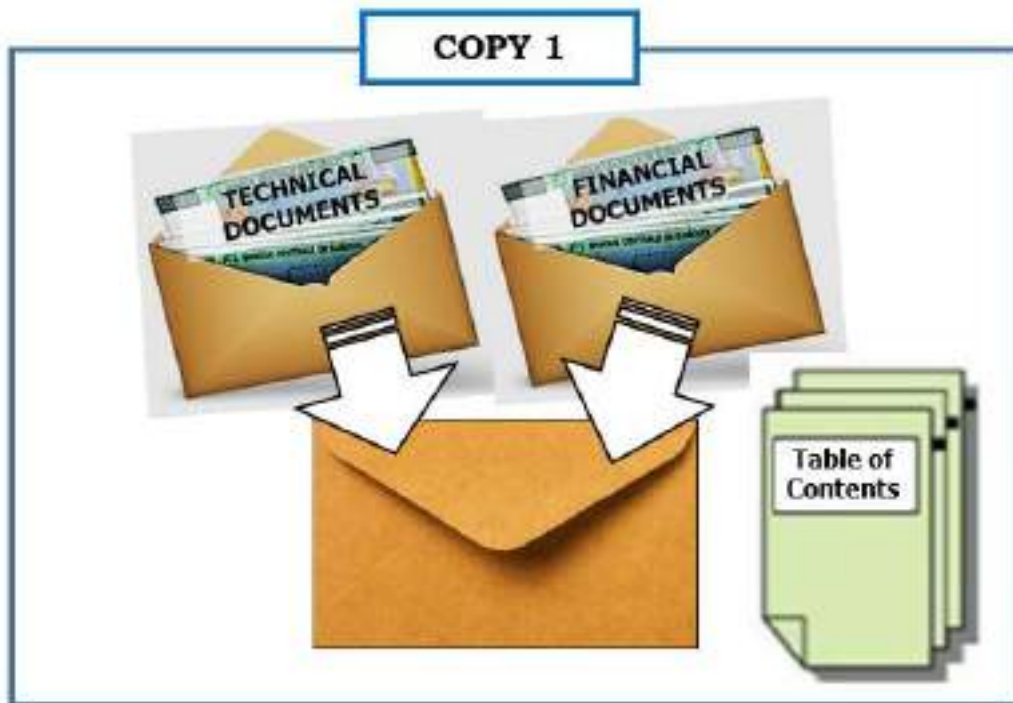 COPY 1
TECHNICAL
DOCUMENTS
FINANCIAL
DOCUMENTS
Table of
Contents